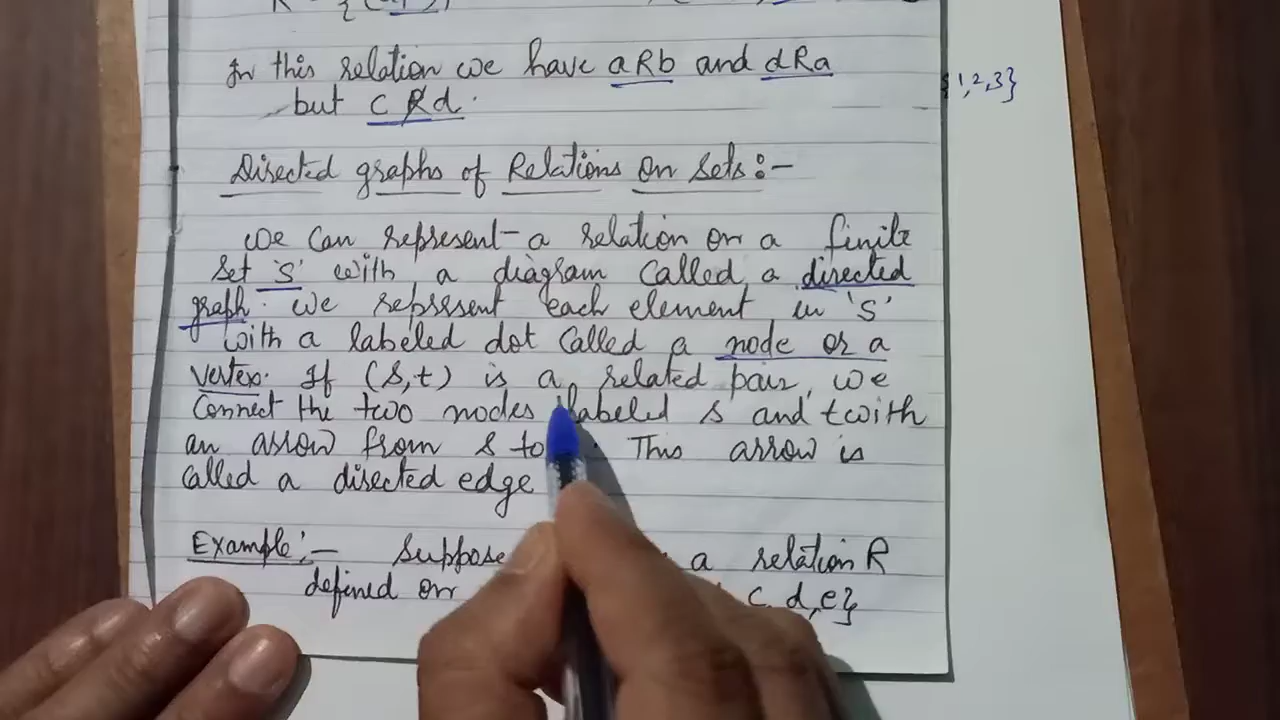 In this relation we have aRb and dRa
{1,2,3}
but c R̸ d.
Directed graphs of Relations On Sets:-
We can represent a relation on a finite
set 'S' with a diagram called a directed
graph. We represent each element in 'S'
with a labeled dot called a node or a
vertex. If (s,t) is a related pair, we
connect the two nodes labeled s and t with
an arrow from s to . This arrow is
called a directed edge
Example:- Suppose a relation R
defined on c, d, e}